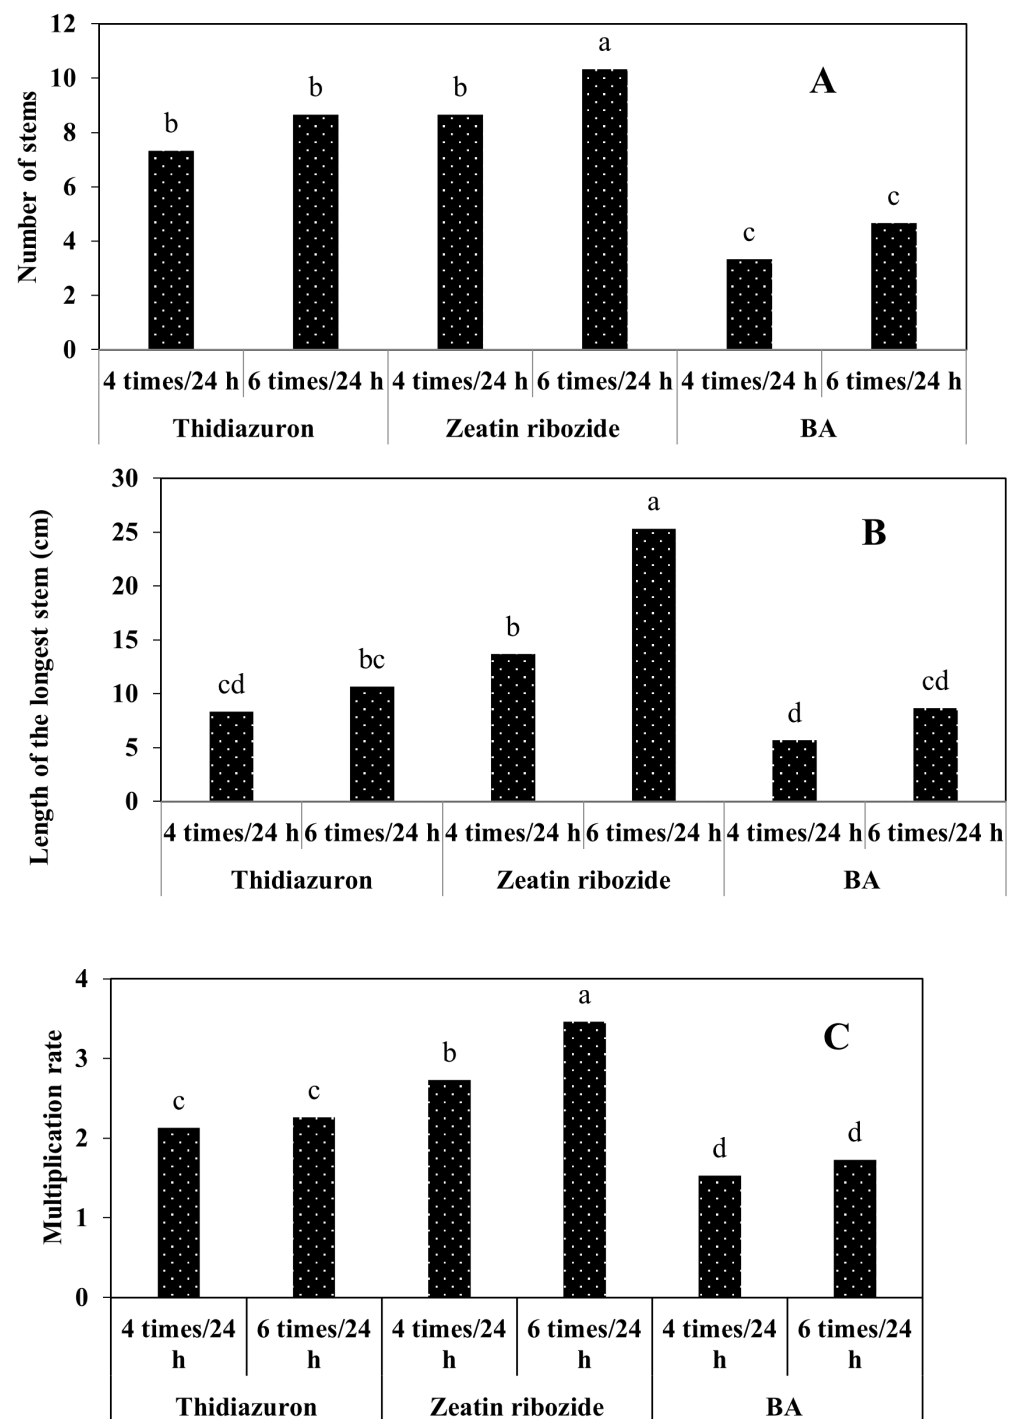 12
10
8
6
4
2
0
Number of stems
A
b
b
b
a
c
c
4 times/24 h 6 times/24 h 4 times/24 h 6 times/24 h 4 times/24 h 6 times/24 h
Thidiazuron Zeatin ribozide BA
30
25
20
15
10
5
0
Length of the longest stem (cm)
B
cd
bc
b
a
d
cd
4 times/24 h 6 times/24 h 4 times/24 h 6 times/24 h 4 times/24 h 6 times/24 h
Thidiazuron Zeatin ribozide BA
4
3
2
1
0
Multiplication rate
C
c
c
b
a
d
d
4 times/24 6 times/24 4 times/24 6 times/24 4 times/24 6 times/24
h h h h h h
Thidiazuron Zeatin ribozide BA